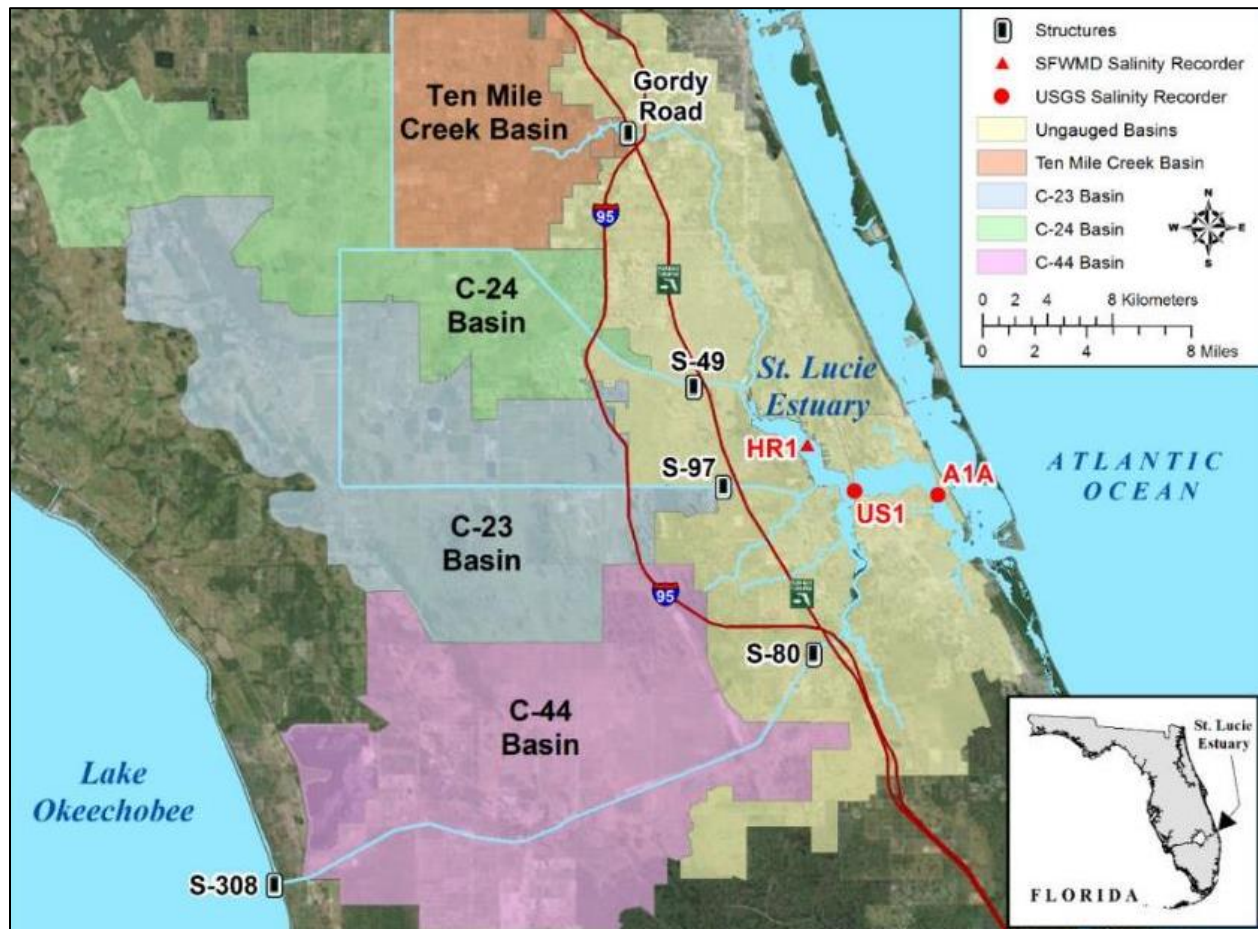 Structures
SFWMD Salinity Recorder
USGS Salinity Recorder
Ungauged Basins
Ten Mile Creek Basin
C-23 Basin
C-24 Basin
C-44 Basin
N
W
E
S
0 2 4 8 Kilometers
0 2 4 8 Miles
Ten Mile
Creek Basin
Gordy
Road
95
C-24
Basin
S-49
St. Lucie
Estuary
HR1
S-97
A1A
US1
ATLANTIC
OCEAN
C-23
Basin
95
S-80
C-44
Basin
Lake
Okeechobee
S-308
St. Lucie
Estuary
FLORIDA